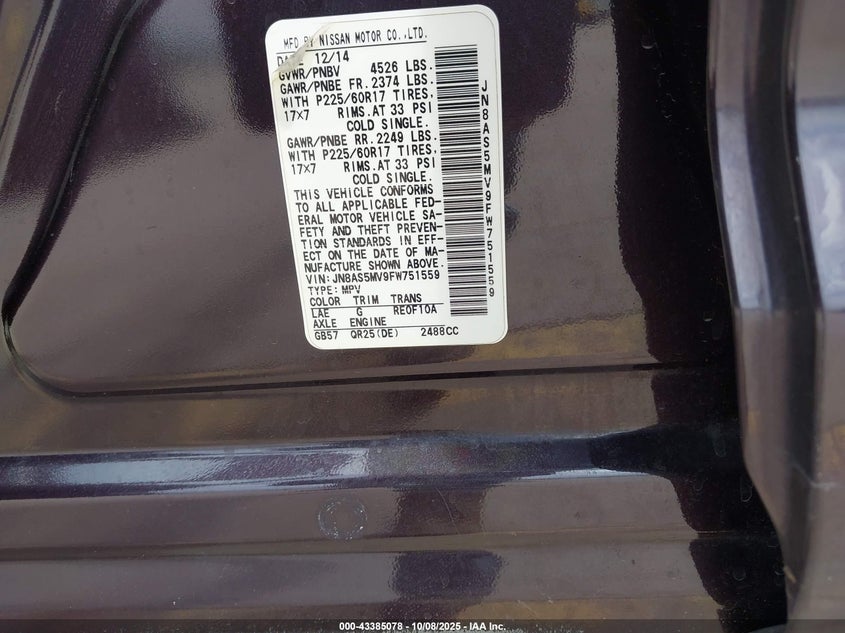 MFD BY NISSAN MOTOR CO.,LTD.
DATE 12/14
GVWR/PNBV 4526 LBS.
GAWR/PNBE FR. 2374 LBS.
WITH P225/60R17 TIRES,
17X7 RIMS.AT 33 PSI
COLD SINGLE.
GAWR/PNBE RR. 2249 LBS.
WITH P225/60R17 TIRES,
17X7 RIMS.AT 33 PSI
COLD SINGLE.
THIS VEHICLE CONFORMS
TO ALL APPLICABLE FED-
ERAL MOTOR VEHICLE SA-
FETY AND THEFT PREVEN-
TION STANDARDS IN EFF-
ECT ON THE DATE OF MA-
NUFACTURE SHOWN ABOVE.
VIN: JN8AS5MV9FW751559
TYPE: MPV
COLOR TRIM TRANS
LAE G RE0F10A
AXLE ENGINE
GB57 QR25(DE) 2488CC
JN8AS5MV9FW751559
000-43385078 - 10/08/2025 - IAA Inc.